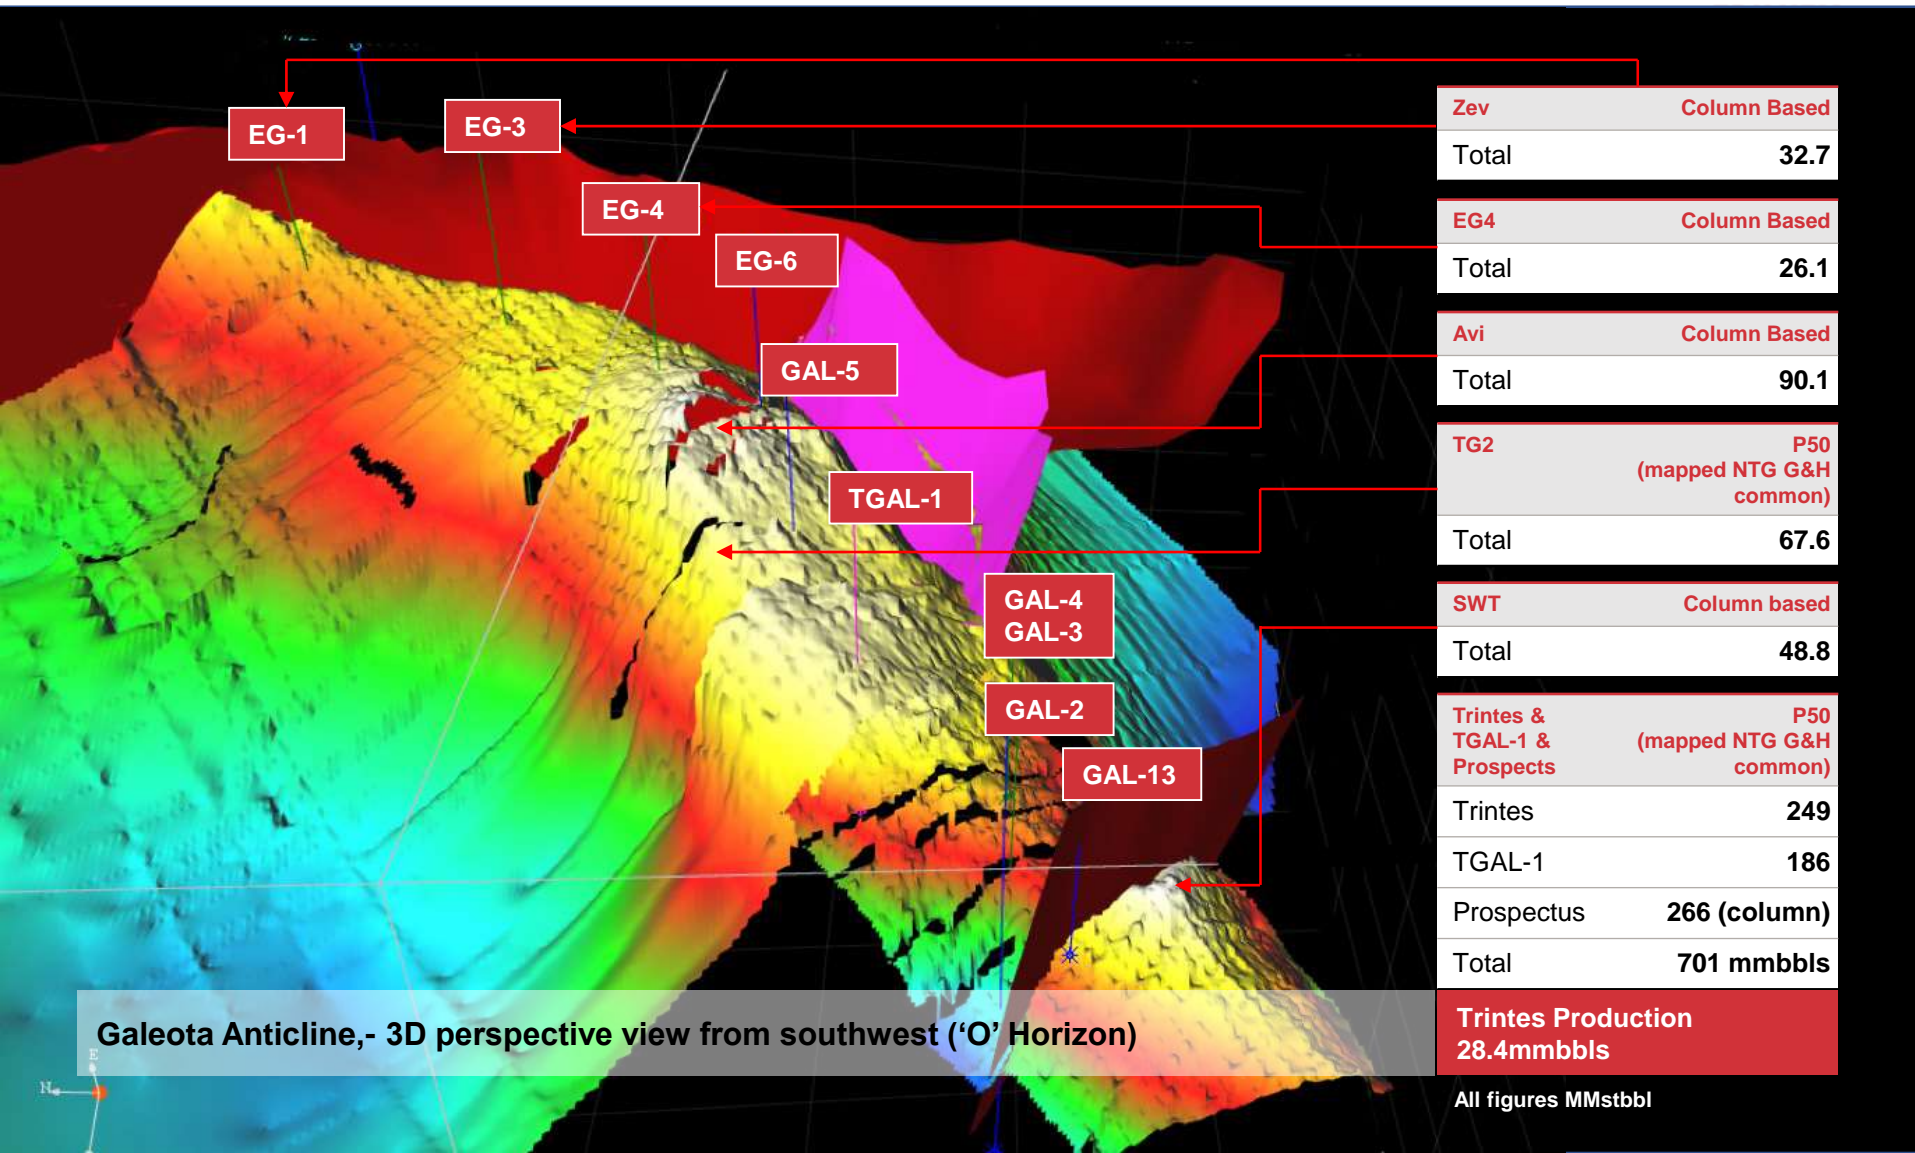 EG-1
EG-3
EG-4
EG-6
GAL-5
TGAL-1
GAL-4
GAL-3
GAL-2
GAL-13
Zev Column Based
Total 32.7
EG4 Column Based
Total 26.1
Avi Column Based
Total 90.1
TG2 P50
(mapped NTG G&H
common)
Total 67.6
SWT Column based
Total 48.8
Trintes & P50
TGAL-1 & (mapped NTG G&H
Prospects common)
Trintes 249
TGAL-1 186
Prospectus 266 (column)
Total 701 mmbbls
Galeota Anticline,- 3D perspective view from southwest (‘O’ Horizon)
Trintes Production
28.4mmbbls
All figures MMstbbl
E
N